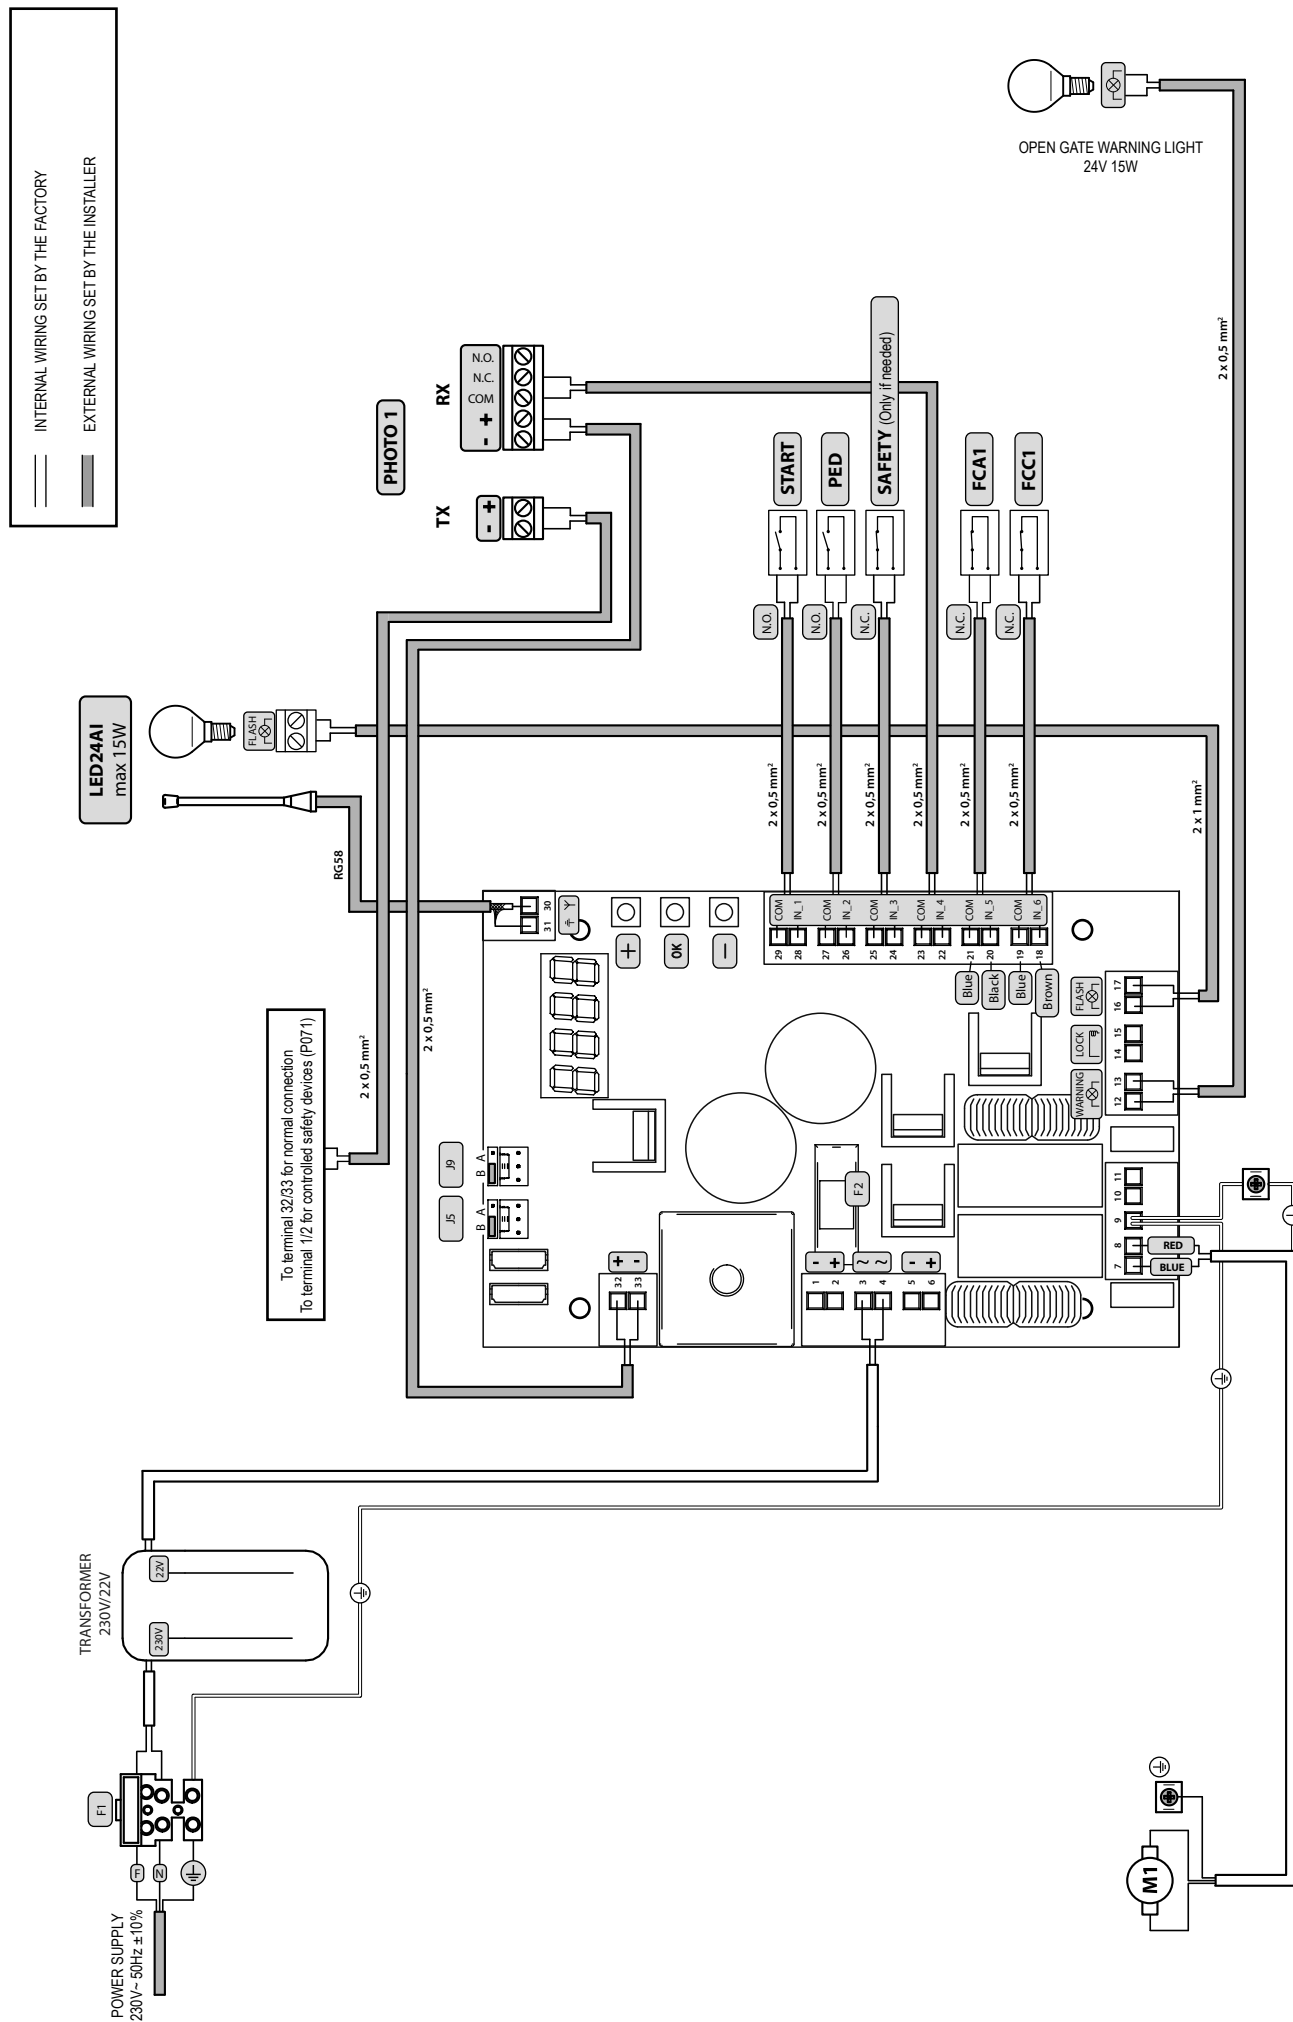 INTERNAL WIRING SET BY THE FACTORY
EXTERNAL WIRING SET BY THE INSTALLER
OPEN GATE WARNING LIGHT
24V 15W
2 x 0,5 mm²
PHOTO 1
TX
- +
RX
- + COM N.C. N.O.
LED24AI
max 15W
FLASH
RG58
To terminal 32/33 for normal connection
To terminal 1/2 for controlled safety devices (P071)
2 x 0,5 mm²
2 x 0,5 mm²
START
PED
SAFETY (Only if needed)
FCA1
FCC1
N.O.
N.O.
N.C.
N.C.
N.C.
2 x 0,5 mm²
2 x 0,5 mm²
2 x 0,5 mm²
2 x 0,5 mm²
2 x 0,5 mm²
2 x 0,5 mm²
2 x 1 mm²
31 30
+
OK
-
29 COM
28 IN_1
27 COM
26 IN_2
25 COM
24 IN_3
23 COM
22 IN_4
21 COM
20 IN_5
19 COM
18 IN_6
Blue
Black
Blue
Brown
J5
B A
J9
B A
32 +
33 -
F2
1 -
2 +
3 ~
4 ~
5 -
6 +
7 8 9 10 11
12 13 14 15 16 17
WARNING
LOCK
FLASH
RED
BLUE
TRANSFORMER
230V/22V
230V
22V
F1
F
N
POWER SUPPLY
230V~ 50Hz ±10%
M1